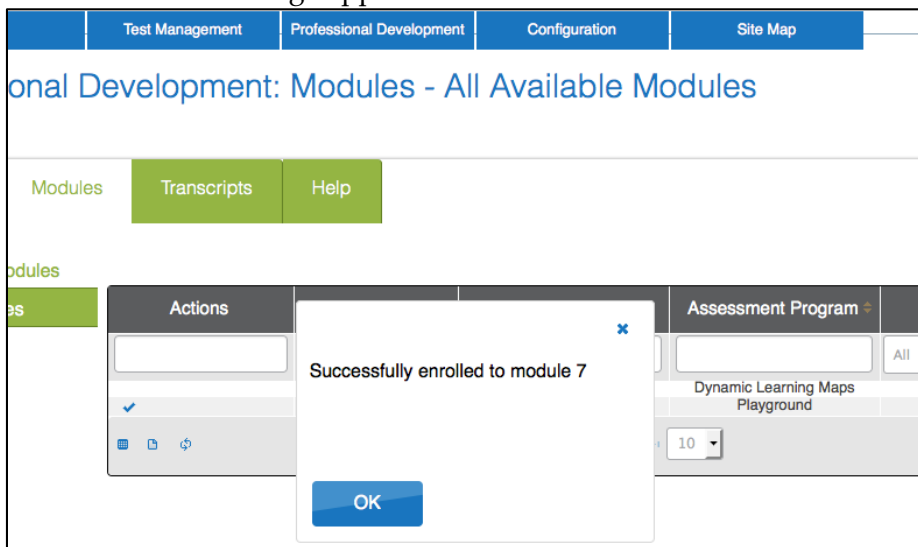 Test Management Professional Development Configuration Site Map
onal Development: Modules - All Available Modules
Modules Transcripts Help
odules
es Actions Assessment Program
All
Successfully enrolled to module 7
Dynamic Learning Maps
Playground
10
OK